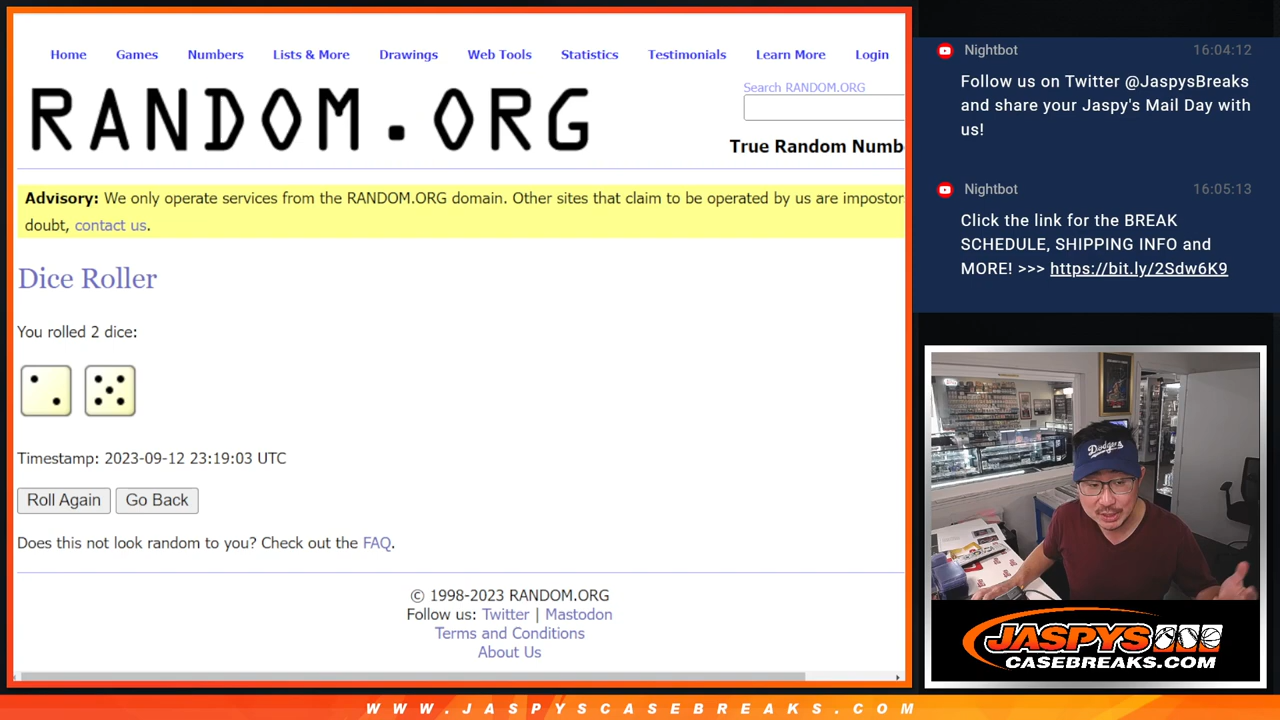 Home Games Numbers Lists & More Drawings Web Tools Statistics Testimonials Learn More Login
RANDOM.ORG
Search RANDOM.ORG
True Random Numb
Advisory: We only operate services from the RANDOM.ORG domain. Other sites that claim to be operated by us are impostor
doubt, contact us.
Dice Roller
You rolled 2 dice:
Timestamp: 2023-09-12 23:19:03 UTC
Roll Again Go Back
Does this not look random to you? Check out the FAQ.
© 1998-2023 RANDOM.ORG
Follow us: Twitter | Mastodon
Terms and Conditions
About Us
Nightbot 16:04:12
Follow us on Twitter @JaspysBreaks
and share your Jaspy's Mail Day with
us!
Nightbot 16:05:13
Click the link for the BREAK
SCHEDULE, SHIPPING INFO and
MORE! >>> https://bit.ly/2Sdw6K9
Dodgers
JASPYS
CASEBREAKS.COM
WWW.JASPYSCASEBREAKS.COM